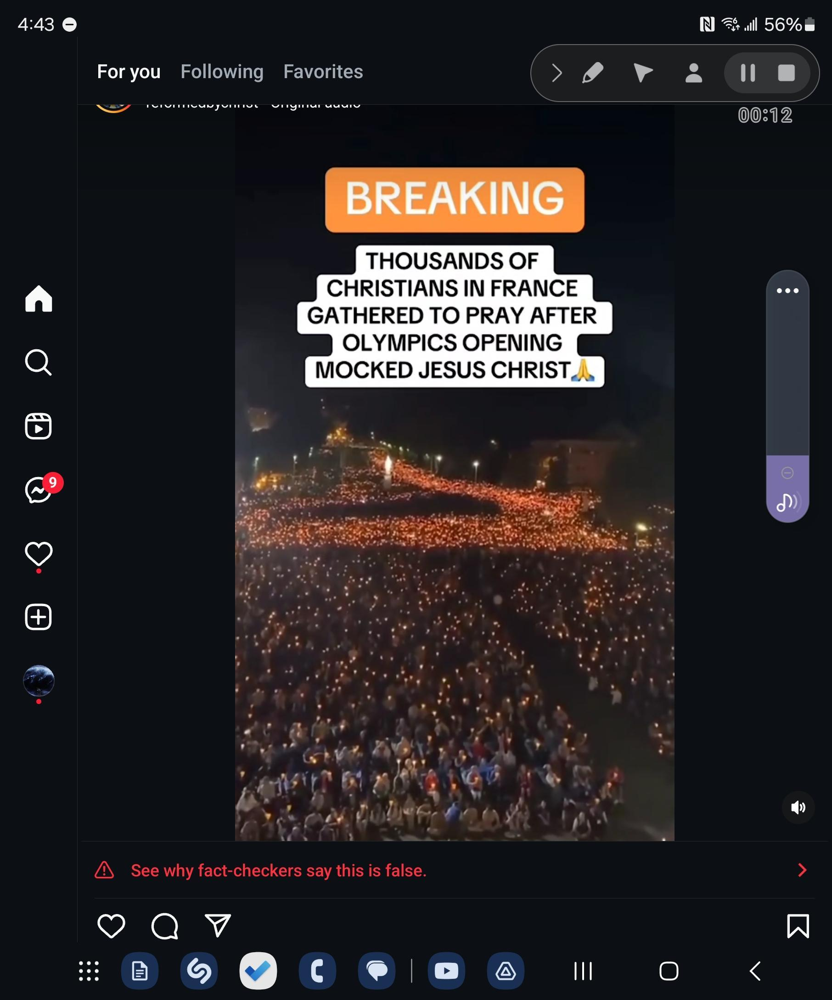 4:43
56%
For you Following Favorites
reformedbychrist Original audio
00:12
BREAKING
THOUSANDS OF
CHRISTIANS IN FRANCE
GATHERED TO PRAY AFTER
OLYMPICS OPENING
MOCKED JESUS CHRIST🙏
9
See why fact-checkers say this is false.